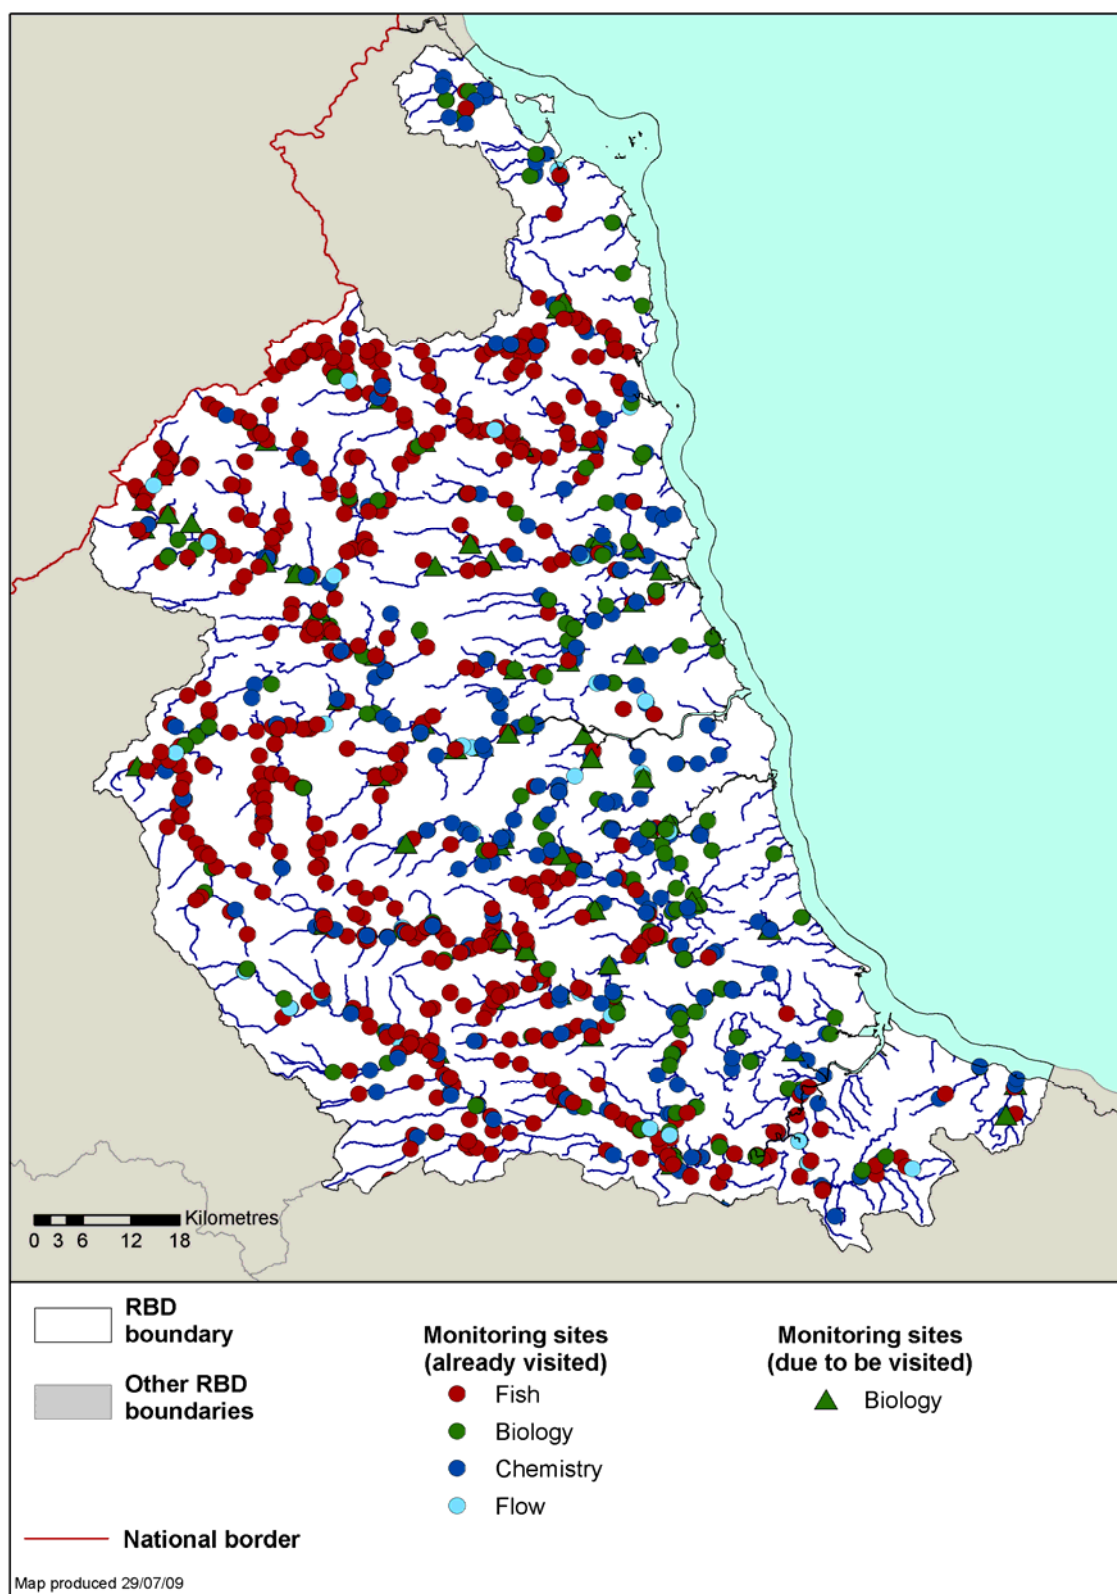 Kilometres
0 3 6 12 18
RBD
boundary
Other RBD
boundaries
National border
Monitoring sites
(already visited)
Fish
Biology
Chemistry
Flow
Monitoring sites
(due to be visited)
Biology
Map produced 29/07/09